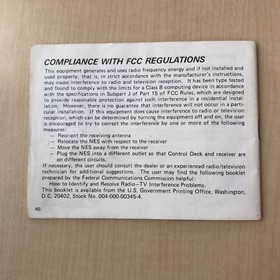 COMPLIANCE WITH FCC REGULATIONS
This equipment generates and uses radio frequency energy and if not installed and
used properly, that is, in strict accordance with the manufacturer's instructions,
may cause interference to radio and television reception. It has been type tested
and found to comply with the limits for a Class B computing device in accordance
with the specifications in Subpart J of Part 15 of FCC Rules, which are designed
to provide reasonable protection against such interference in a residential instal-
lation. However, there is no guarantee that interference will not occur in a partic-
ular installation. If this equipment does cause interference to radio or television
reception, which can be determined by turning the equipment off and on, the user
is encouraged to try to correct the interference by one or more of the following
measures:
— Reorient the receiving antenna
— Relocate the NES with respect to the receiver
— Move the NES away from the receiver
— Plug the NES into a different outlet so that Control Deck and receiver are
on different circuits.
If necessary, the user should consult the dealer or an experienced radio/television
technician for additional suggestions. The user may find the following booklet
prepared by the Federal Communications Commission helpful:
How to Identify and Resolve Radio—TV Interference Problems.
This Booklet is available from the U.S. Government Printing Office, Washington,
D.C. 20402, Stock No. 004-000-00345-4.